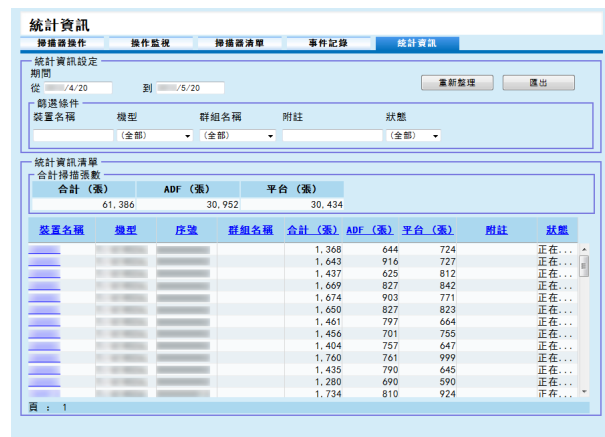 統計資訊
掃描器操作 操作監視 掃描器清單 事件記錄 統計資訊
統計資訊設定
期間
從 /4/20 到 /5/20 重新整理 匯出
篩選條件
裝置名稱 機型 群組名稱 附註 狀態
(全部) (全部) (全部)
統計資訊清單
合計掃描張數
合計 (張) ADF (張) 平台 (張)
61,386 30,952 30,434
裝置名稱 機型 序號 群組名稱 合計 (張) ADF (張) 平台 (張) 附註 狀態
1,368 644 724 正在...
1,643 916 727 正在...
1,437 625 812 正在...
1,669 827 842 正在...
1,674 903 771 正在...
1,650 827 823 正在...
1,461 797 664 正在...
1,456 701 755 正在...
1,404 757 647 正在...
1,760 761 999 正在...
1,435 790 645 正在...
1,280 690 590 正在...
1,734 810 924 正在...
頁 : 1